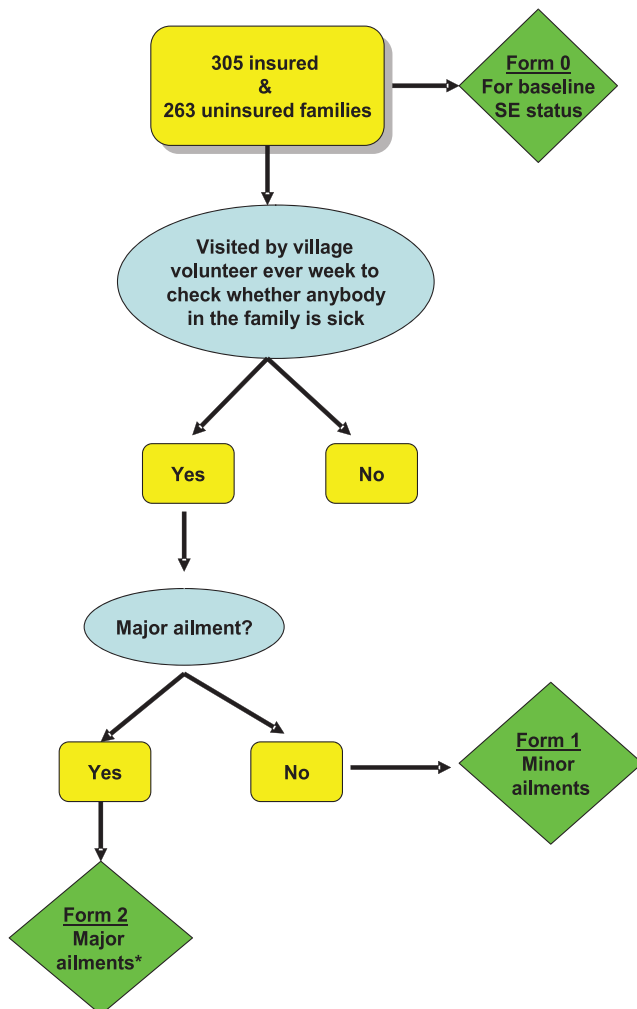 305 insured
&
263 uninsured families
Form 0
For baseline
SE status
Visited by village
volunteer ever week to
check whether anybody
in the family is sick
Yes
No
Major ailment?
Yes
No
Form 1
Minor
ailments
Form 2
Major
ailments*